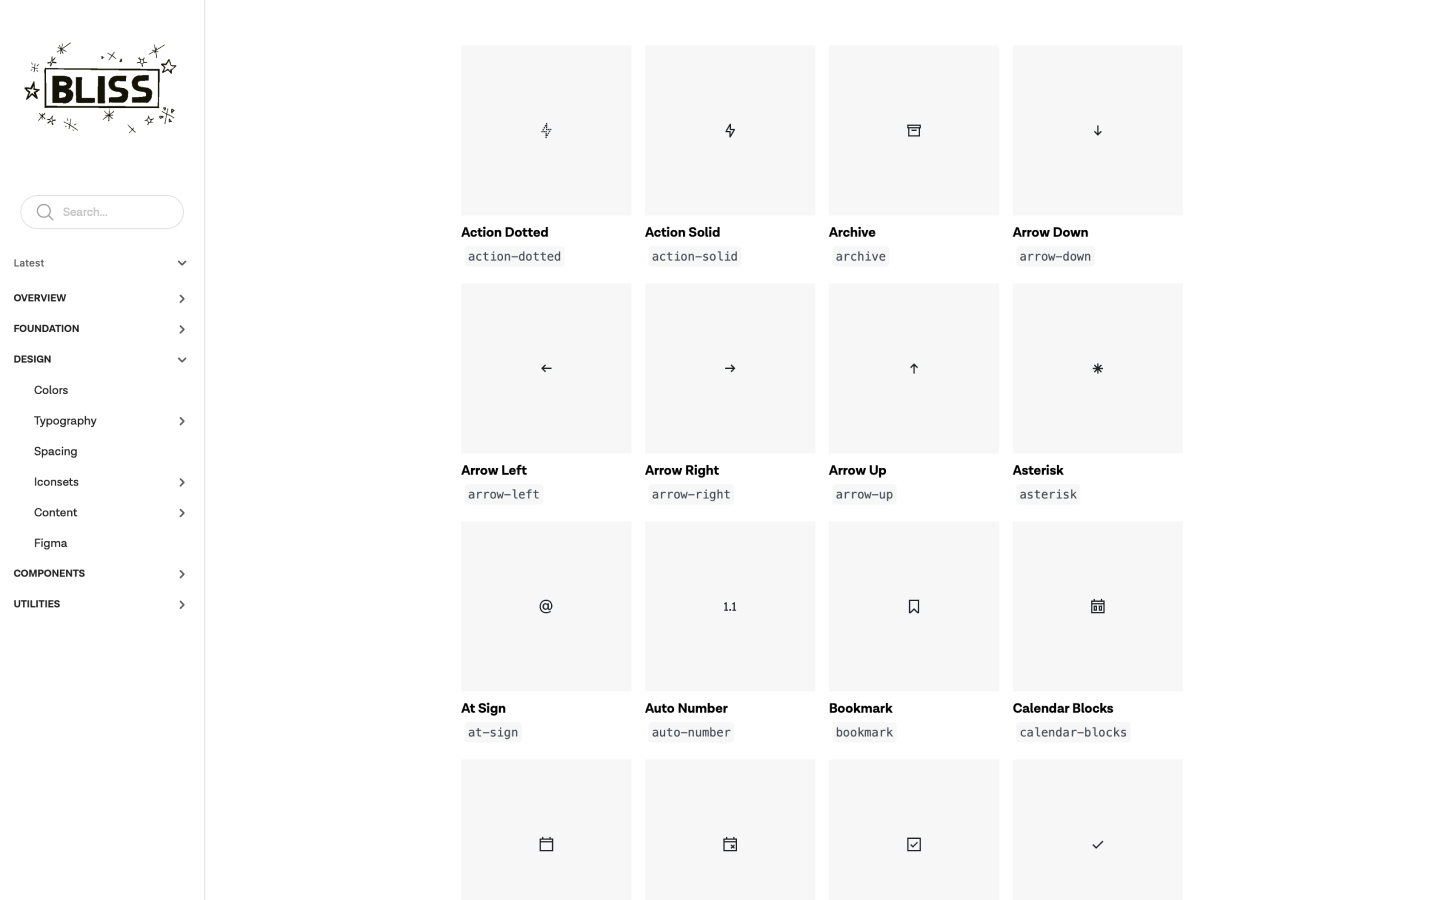 BLISS
Search...
Latest
OVERVIEW
FOUNDATION
DESIGN
Colors
Typography
Spacing
Iconsets
Content
Figma
COMPONENTS
UTILITIES
Action Dotted
action-dotted
Action Solid
action-solid
Archive
archive
Arrow Down
arrow-down
Arrow Left
arrow-left
Arrow Right
arrow-right
Arrow Up
arrow-up
Asterisk
asterisk
@
At Sign
at-sign
1.1
Auto Number
auto-number
Bookmark
bookmark
Calendar Blocks
calendar-blocks